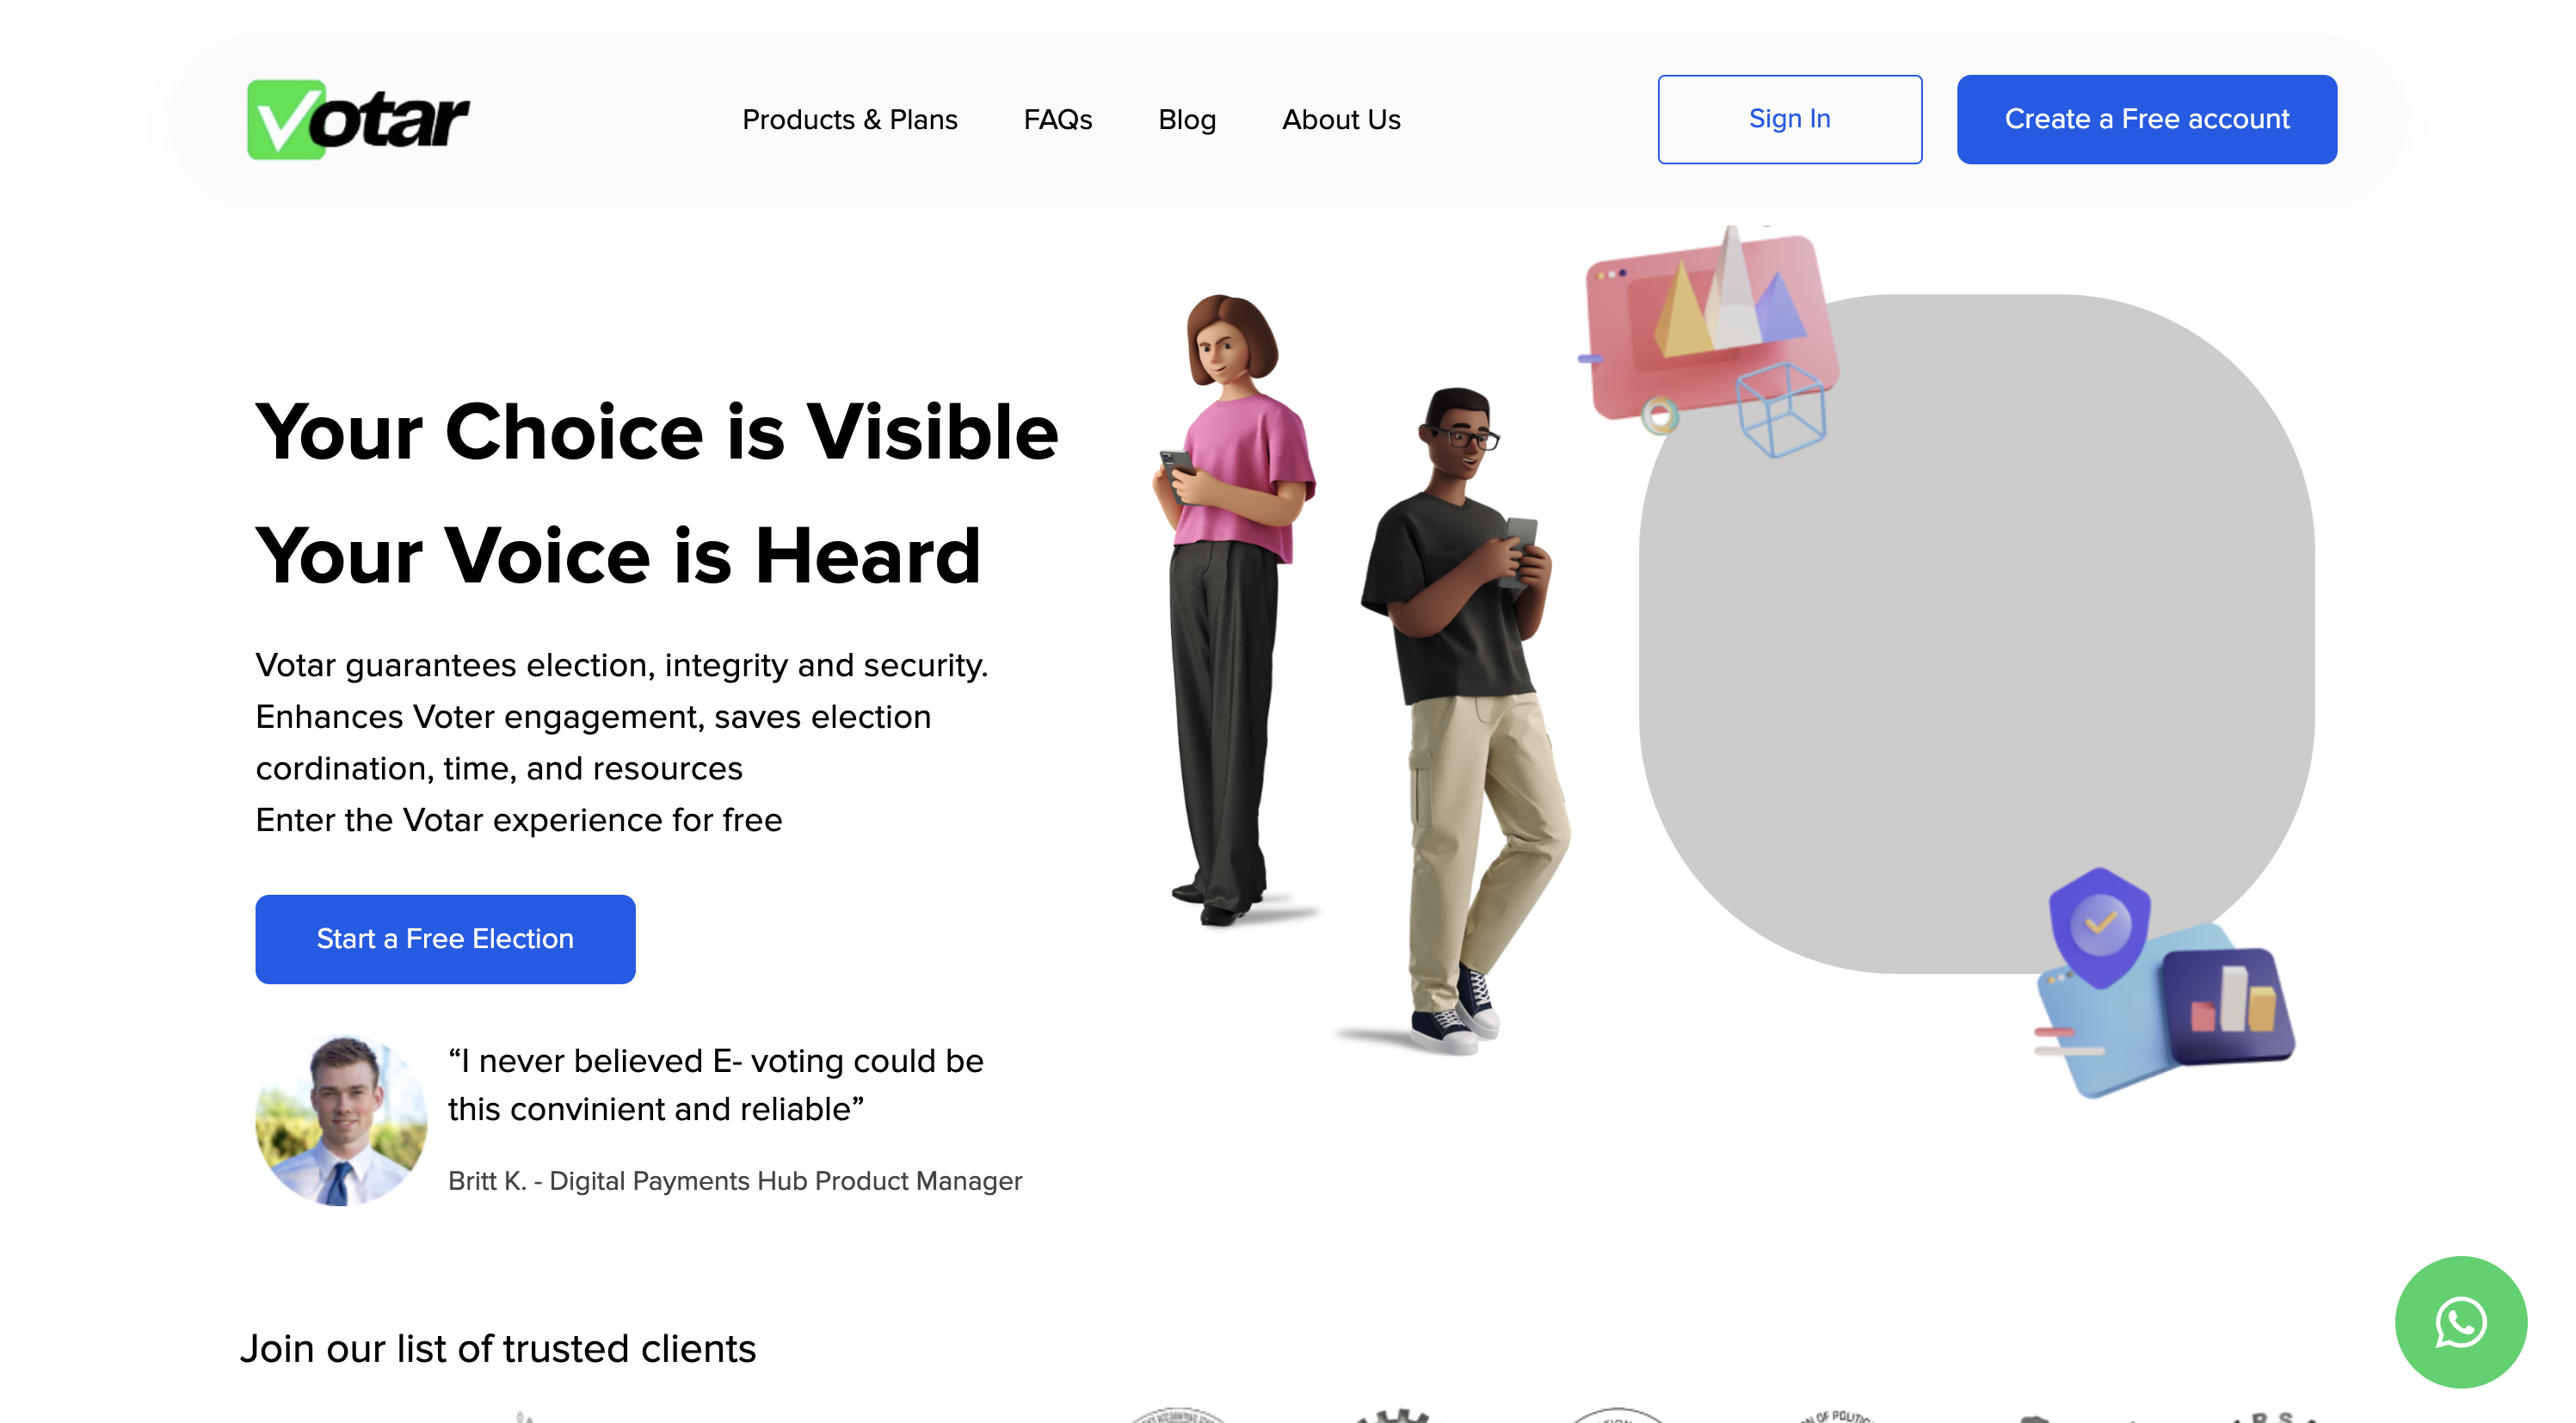 Votar
Products & Plans
FAQs
Blog
About Us
Sign In
Create a Free account
Your Choice is Visible
Your Voice is Heard
Votar guarantees election, integrity and security.
Enhances Voter engagement, saves election
cordination, time, and resources
Enter the Votar experience for free
Start a Free Election
“I never believed E- voting could be
this convinient and reliable”
Britt K. - Digital Payments Hub Product Manager
Join our list of trusted clients